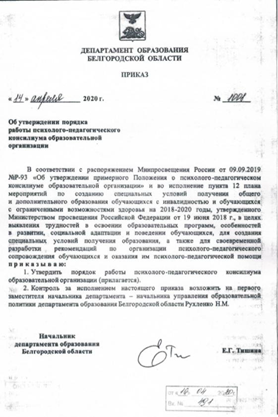 ДЕПАРТАМЕНТ ОБРАЗОВАНИЯ
БЕЛГОРОДСКОЙ ОБЛАСТИ
ПРИКАЗ
«14» апреля 2020 г. №
Об утверждении порядка
работы психолого-педагогического
консилиума образовательной
организации
В соответствии с распоряжением Минпросвещения России от 09.09.2019
№Р-93 «Об утверждении примерного Положения о психолого-педагогическом
консилиуме образовательной организации» и во исполнение пункта 12 плана
мероприятий по созданию специальных условий получения общего
и дополнительного образования обучающихся с инвалидностью и обучающихся
с ограниченными возможностями здоровья на 2018-2020 годы, утвержденного
Министерством просвещения Российской Федерации от 19 июня 2018 г., в целях
выявления трудностей в освоении образовательных программ, особенностей
в развитии, социальной адаптации и поведении обучающихся, для создания
специальных условий получения образования, а также для своевременной
разработки рекомендаций по организации психолого-педагогического
сопровождения обучающихся и оказания им психолого-педагогической помощи
приказываю:
1. Утвердить порядок работы психолого-педагогического консилиума
образовательной организации (прилагается).
2. Контроль за исполнением настоящего приказа возложить на первого
заместителя начальника департамента – начальника управления образовательной
политики департамента образования Белгородской области Рухленко Н.М.
Начальник
департамента образования
Белгородской области Е.Г. Тишина